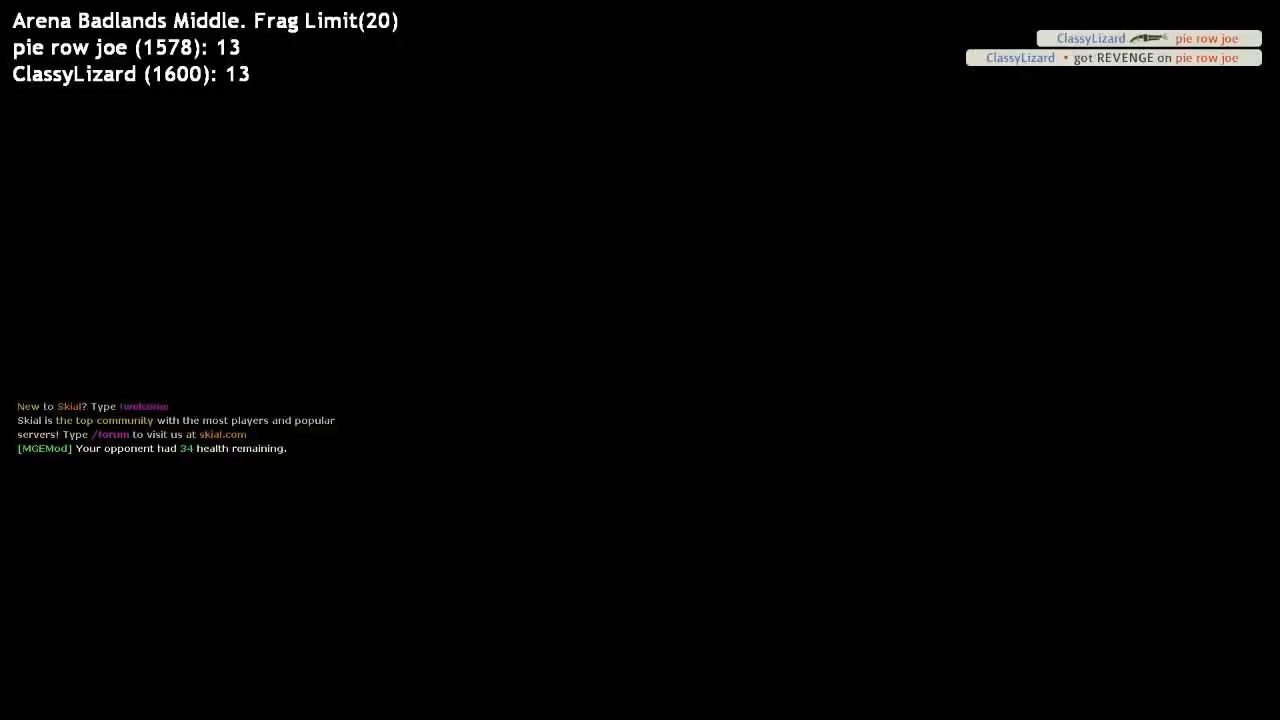 Arena Badlands Middle. Frag Limit(20)
pie row joe (1578): 13
ClassyLizard (1600): 13
ClassyLizard pie row joe
ClassyLizard • got REVENGE on pie row joe
New to Skial? Type !welcome
Skial is the top community with the most players and popular
servers! Type /forum to visit us at skial.com
[MGEMod] Your opponent had 34 health remaining.